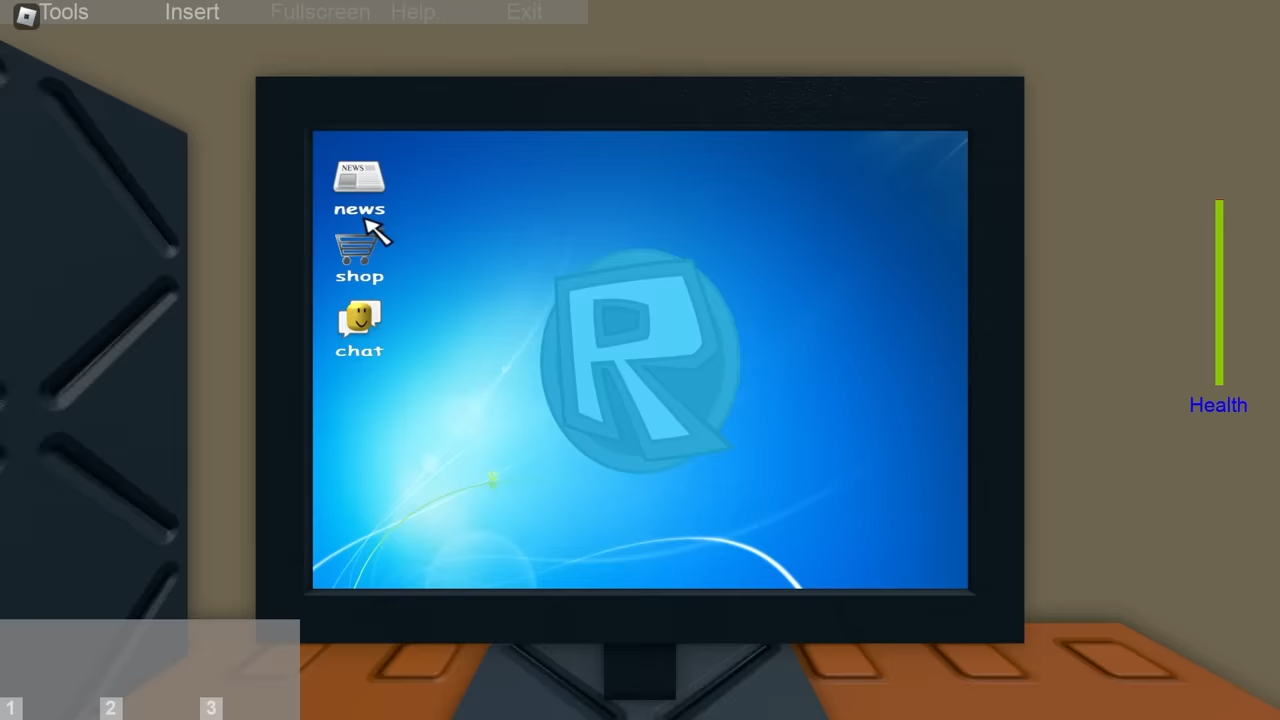 Tools Insert Fullscreen Help. Exit
NEWS
news
shop
chat
R
Health
1 2 3